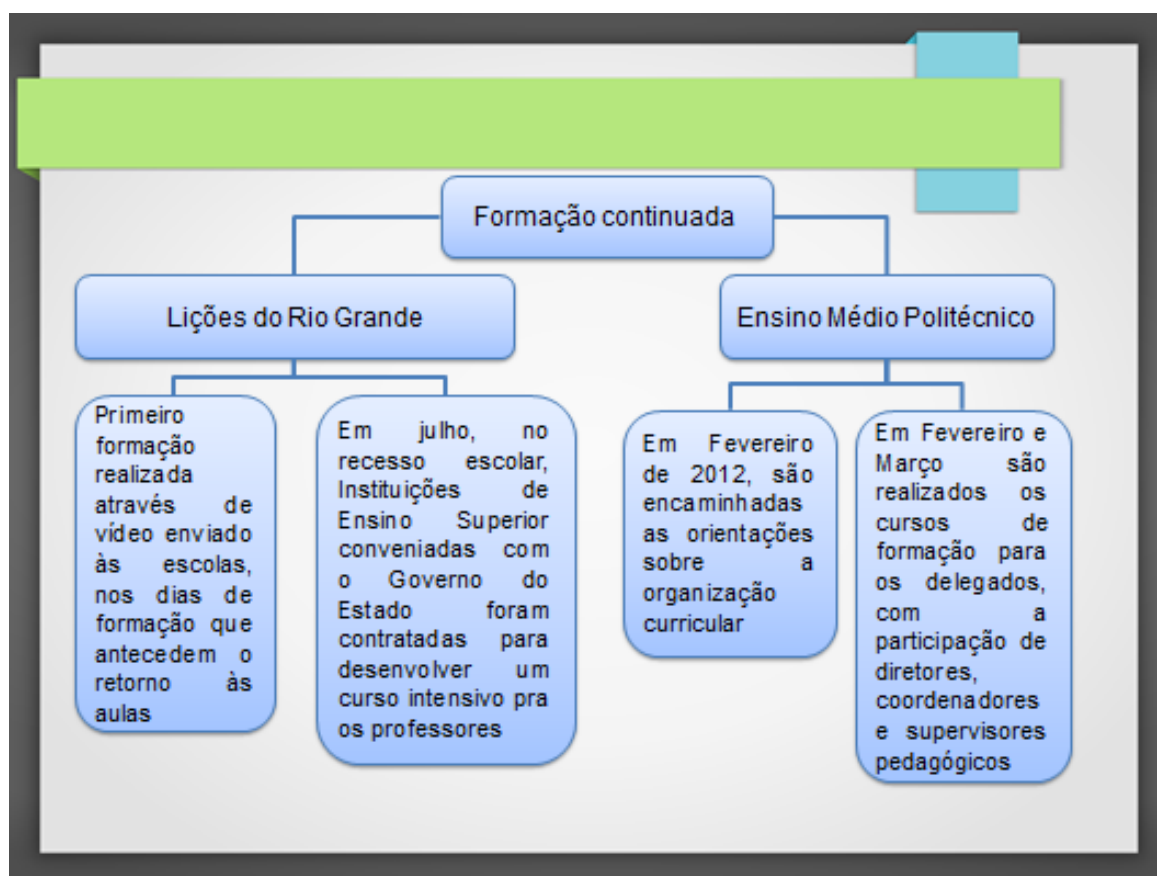 Formação continuada
Lições do Rio Grande
Ensino Médio Politécnico
Primeiro
formação
realizada
através de
vídeo enviado
às escolas,
nos dias de
formação que
antecedem o
retorno às
aulas
Em julho, no
recesso escolar,
Instituições de
Ensino Superior
conveniadas com
o Governo do
Estado foram
contratadas para
desenvolver um
curso intensivo pra
os professores
Em Fevereiro
de 2012, são
encaminhadas
as orientações
sobre a
organização
curricular
Em Fevereiro e
Março são
realizados os
cursos de
formação para
os delegados,
com a
participação de
diretores,
coordenadores
e supervisores
pedagógicos